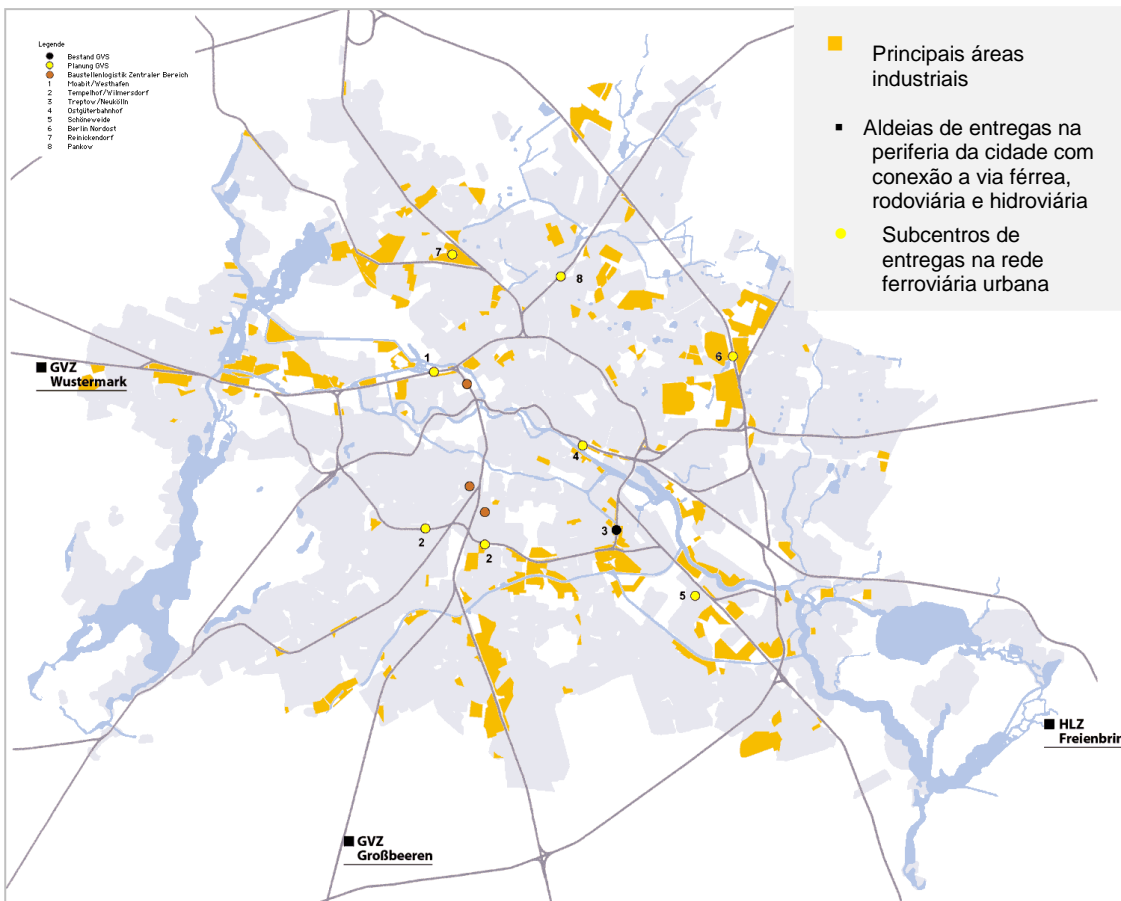 Legende
Bestand GVS
Planung GVS
Baustellenlogistik Zentraler Bereich
1 Moabit/Westhafen
2 Tempelhof/Wilmersdorf
3 Treptow/Neukölln
4 Ostgüterbahnhof
5 Schöneweide
6 Berlin Nordost
7 Reinickendorf
8 Pankow
Principais áreas
industriais
Aldeias de entregas na
periferia da cidade com
conexão a via férrea,
rodoviária e hidroviária
Subcentros de
entregas na rede
ferroviária urbana
7
8
6
1
GVZ
Wustermark
4
3
2
2
5
HLZ
Freienbrin
GVZ
Großbeeren